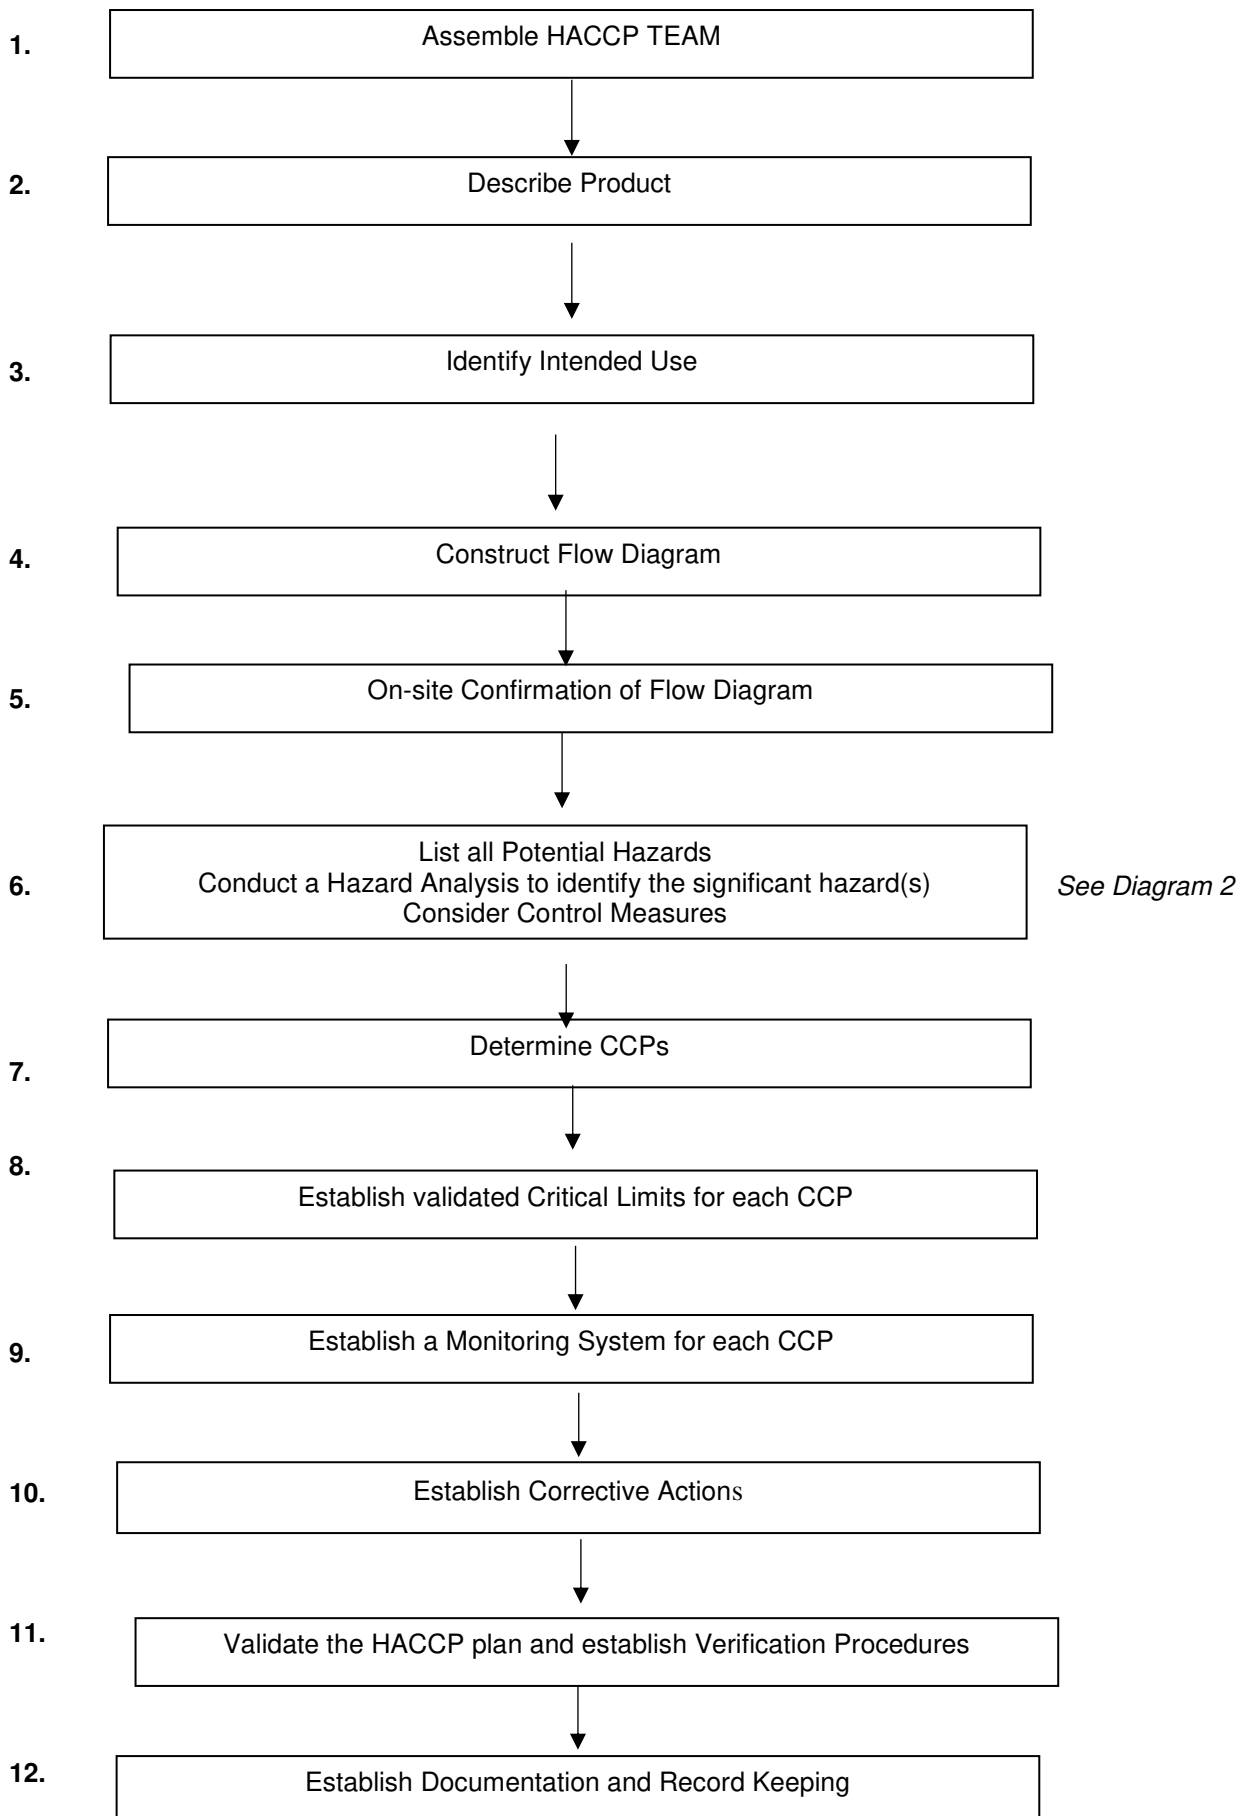 1. Assemble HACCP TEAM
2. Describe Product
3. Identify Intended Use
4. Construct Flow Diagram
5. On-site Confirmation of Flow Diagram
List all Potential Hazards
6. Conduct a Hazard Analysis to identify the significant hazard(s) See Diagram 2
Consider Control Measures
7. Determine CCPs
8. Establish validated Critical Limits for each CCP
9. Establish a Monitoring System for each CCP
10. Establish Corrective Actions
11. Validate the HACCP plan and establish Verification Procedures
12. Establish Documentation and Record Keeping